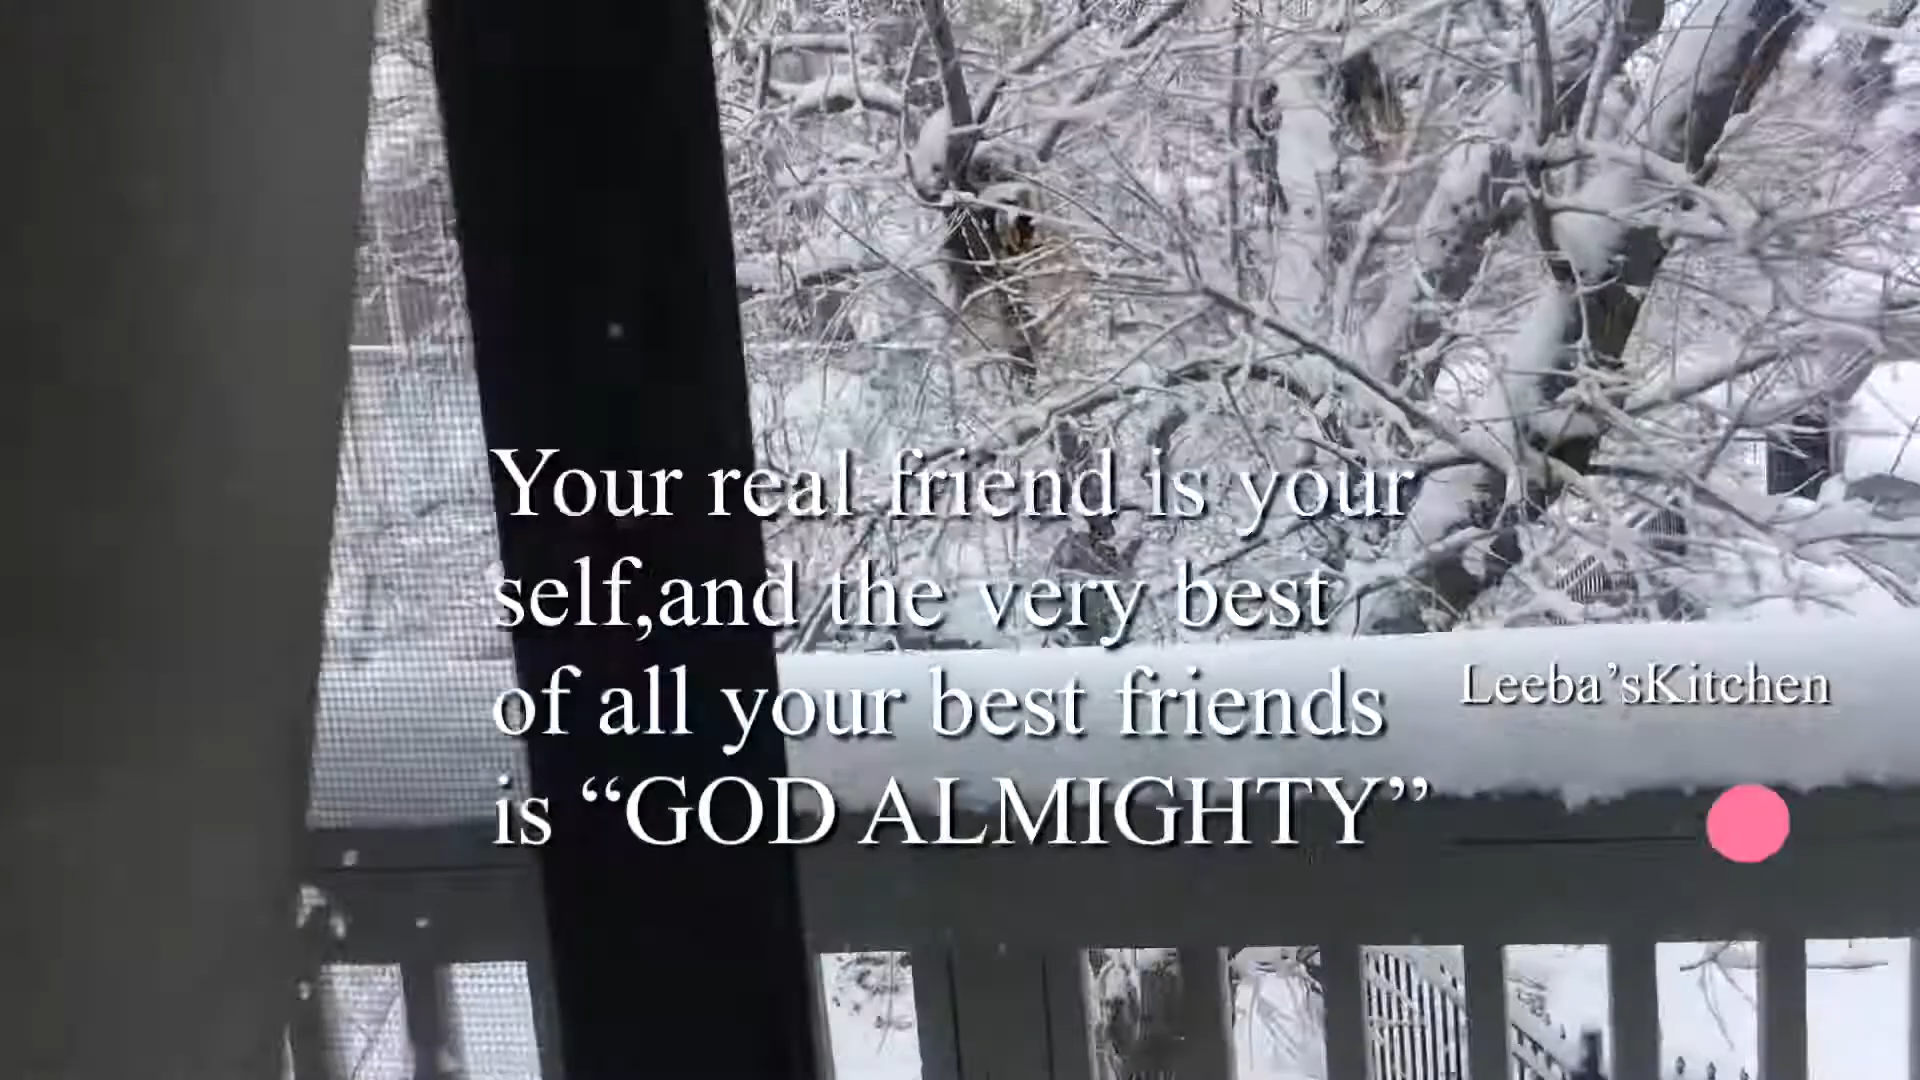 Your real friend is your
self,and the very best
of all your best friends
is “GOD ALMIGHTY”
Leeba’sKitchen